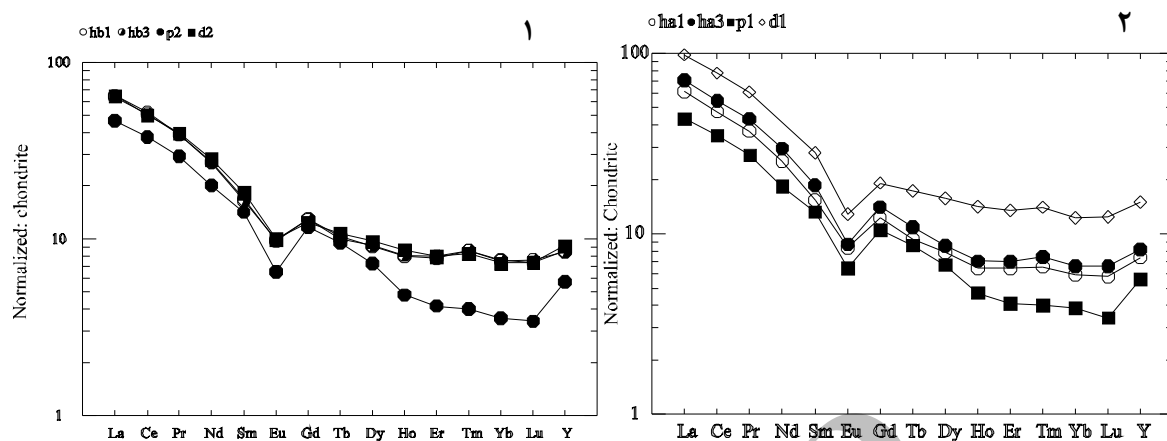 ١
hb1 hb3 p2 d2
100
10
1
Normalized: chondrite
La Ce Pr Nd Sm Eu Gd Tb Dy Ho Er Tm Yb Lu Y
٢
ha1 ha3 p1 d1
100
10
1
Normalized: Chondrite
La Ce Pr Nd Sm Eu Gd Tb Dy Ho Er Tm Yb Lu Y